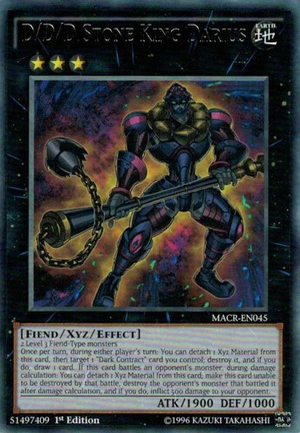 D/D/D Stone King Darius
EARTH
地
MACR-EN045
[Fiend/Xyz/Effect]
2 Level 3 Fiend-Type monsters
Once per turn, during either player's turn: You can detach 1 Xyz Material from
this card, then target 1 "Dark Contract" card you control; destroy it, and if you
do, draw 1 card. If this card battles an opponent's monster, during damage
calculation: You can detach 1 Xyz Material from this card; make this card unable
to be destroyed by that battle, destroy the opponent's monster that battled it
after damage calculation, and if you do, inflict 500 damage to your opponent.
ATK/1900 DEF/1000
51497409 1st Edition
©1996 KAZUKI TAKAHASHI